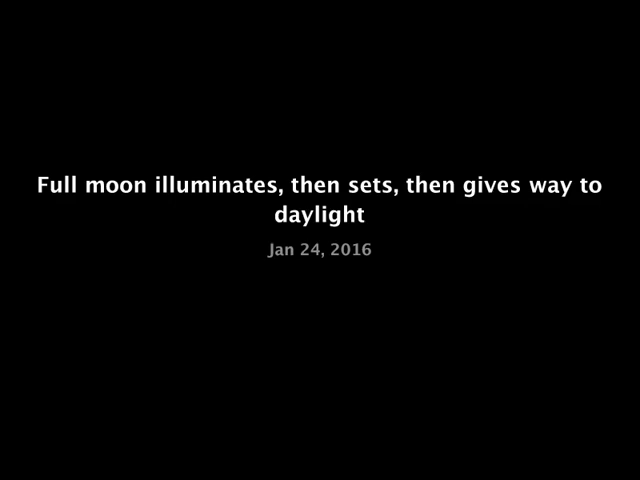 Full moon illuminates, then sets, then gives way to
daylight
Jan 24, 2016